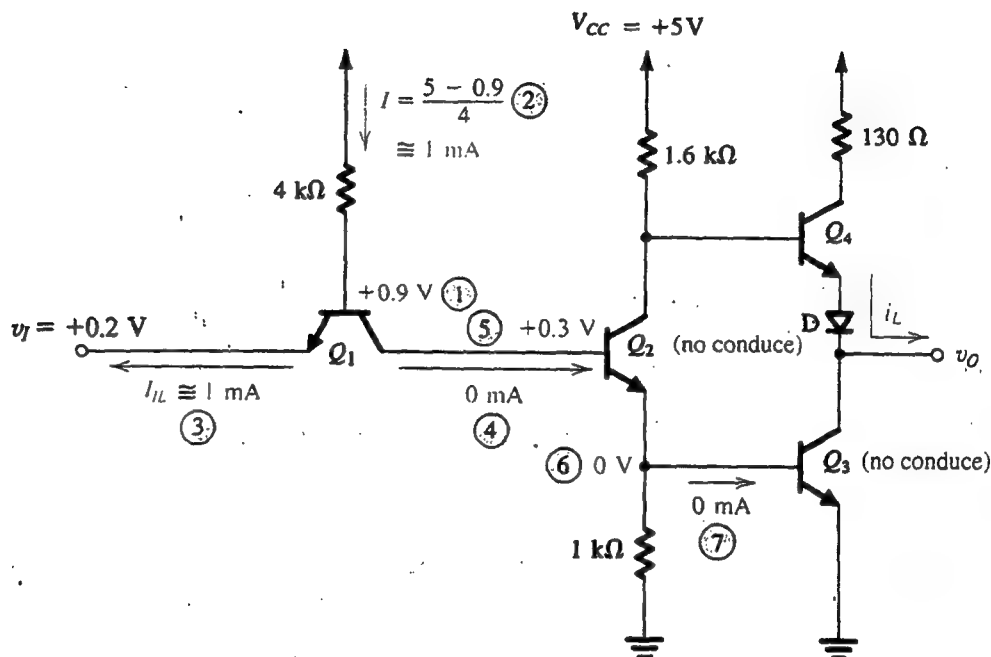 V_CC = +5V
I = (5 − 0.9)/4 ②
≅ 1 mA
4 kΩ
1.6 kΩ
130 Ω
Q4
+0.9 V ①
v_I = +0.2 V
⑤ +0.3 V
Q1
Q2 (no conduce)
D
i_L
v_O
I_IL ≅ 1 mA
③
0 mA
④
⑥ 0 V
Q3 (no conduce)
0 mA
⑦
1 kΩ